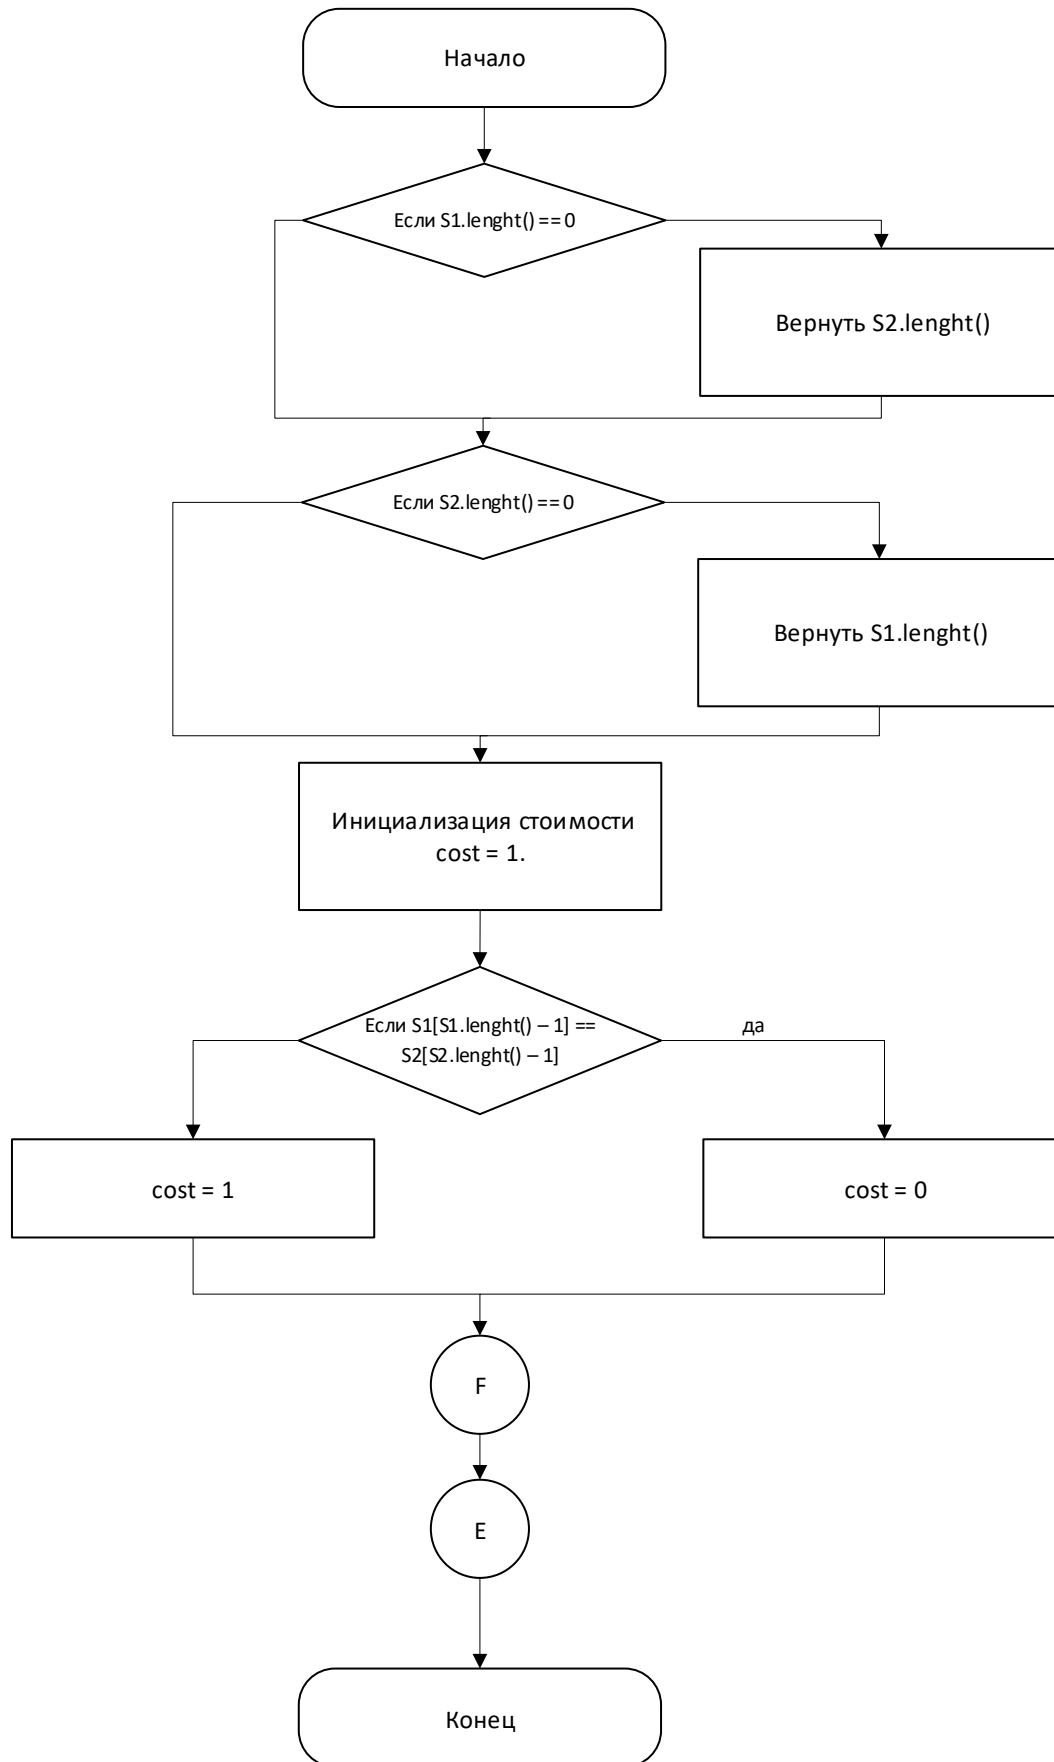 Начало
Если S1.lenght() == 0
Вернуть S2.lenght()
Если S2.lenght() == 0
Вернуть S1.lenght()
Инициализация стоимости
cost = 1.
Если S1[S1.lenght() – 1] ==
S2[S2.lenght() – 1]
да
cost = 1
cost = 0
F
E
Конец